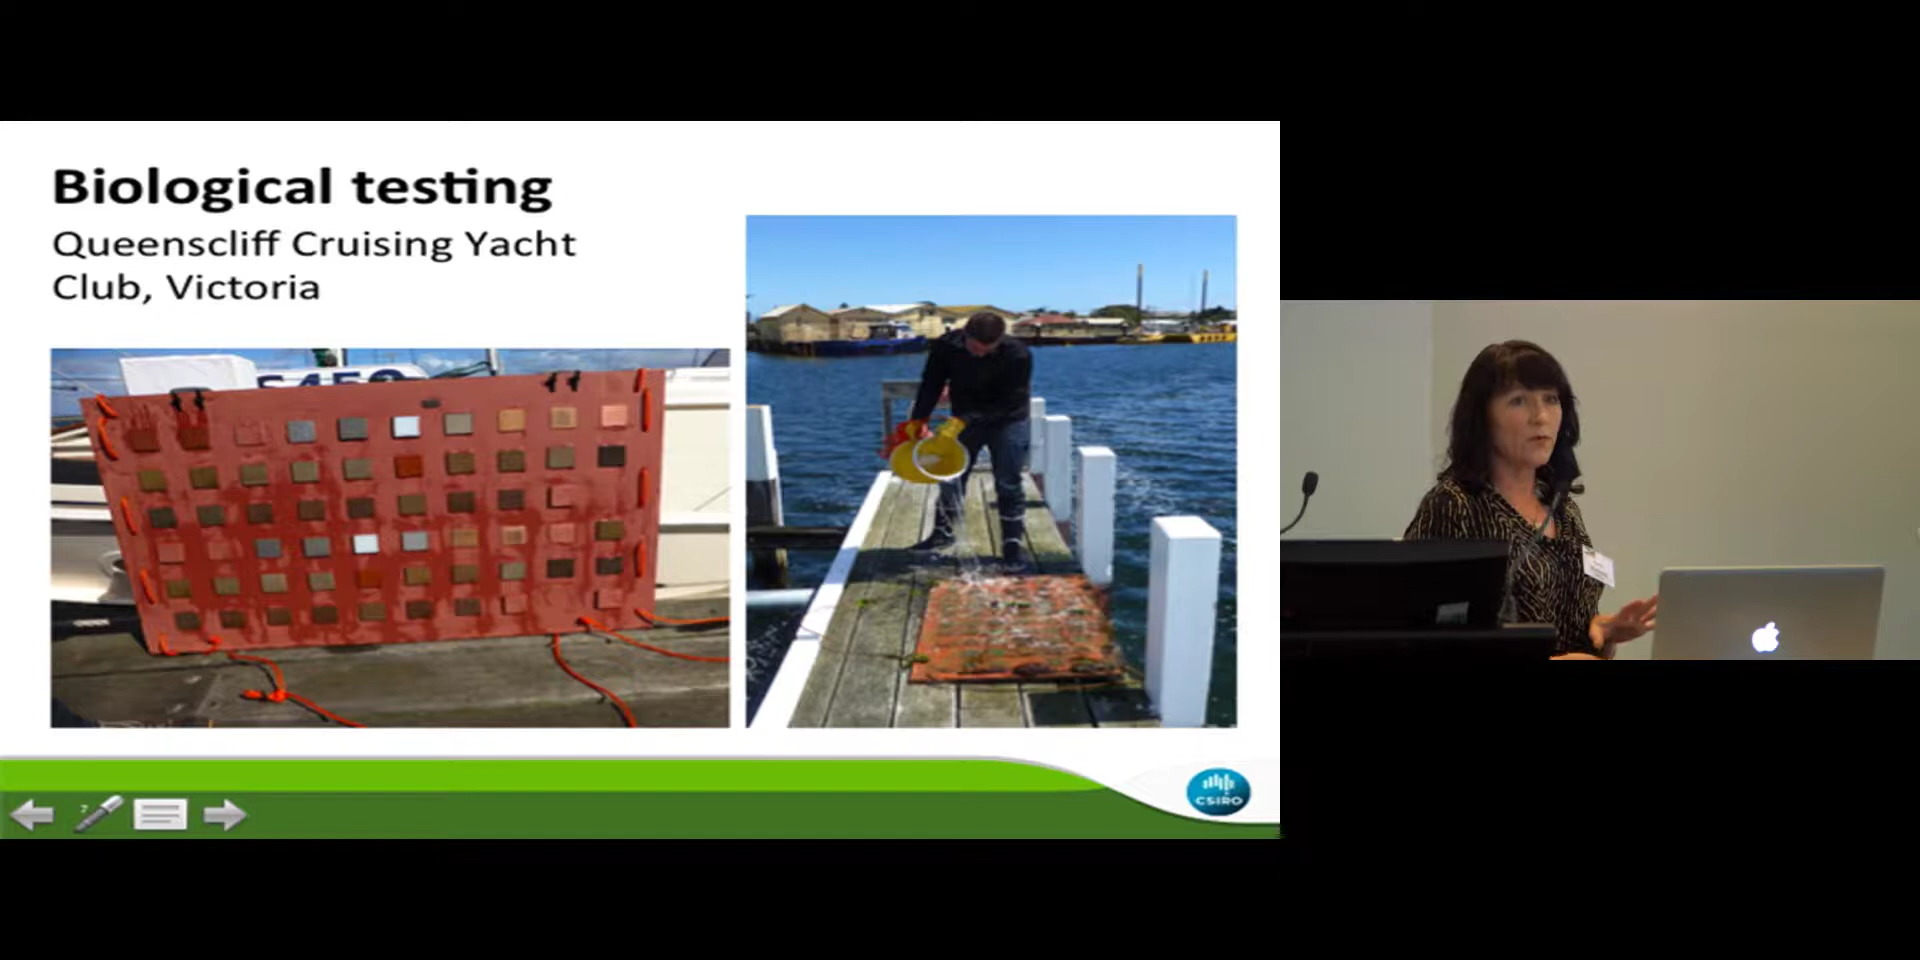 Biological testing
Queenscliff Cruising Yacht
Club, Victoria
CSIRO